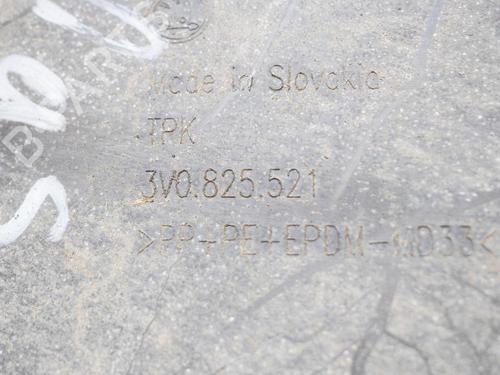 Made in Slovakia
TPK
3V0.825.521
>PP+PE+EPDM-MD33<